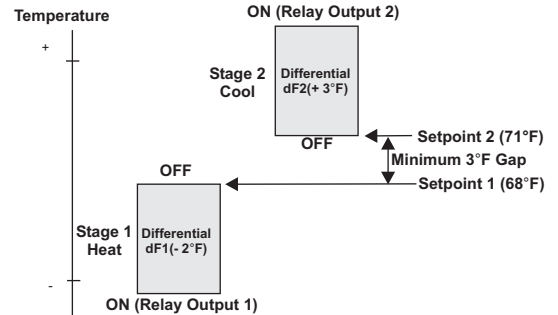 Temperature
+
-
ON (Relay Output 2)
Stage 2
Cool
Differential
dF2(+ 3°F)
OFF
Setpoint 2 (71°F)
Minimum 3°F Gap
Setpoint 1 (68°F)
OFF
Stage 1
Heat
Differential
dF1(- 2°F)
ON (Relay Output 1)